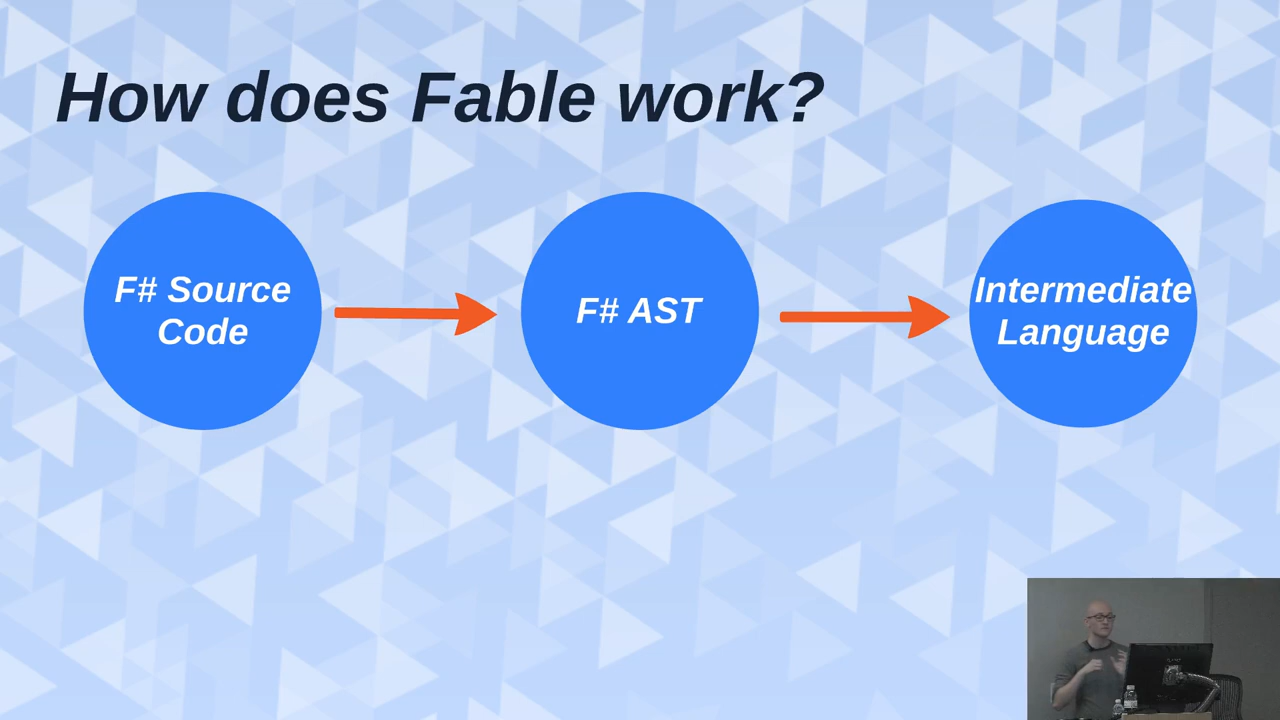 How does Fable work?
F# Source
Code
F# AST
Intermediate
Language